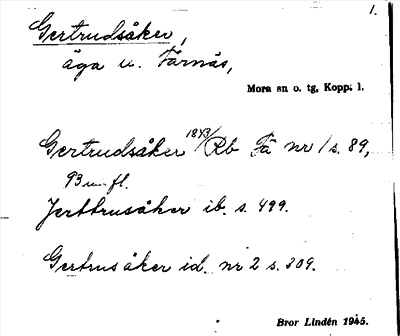 1.
Gertrudsåker,
äga u. Färnäs,
Mora sn o. tg, Kopp. l.
Gertrudsåker 1843/ Rb Fä nr 1 s. 89,
93 m. fl.
Jerttrusåker ib. s. 499.
Gertrusåker id. nr 2 s. 309.
Bror Lindén 1945.